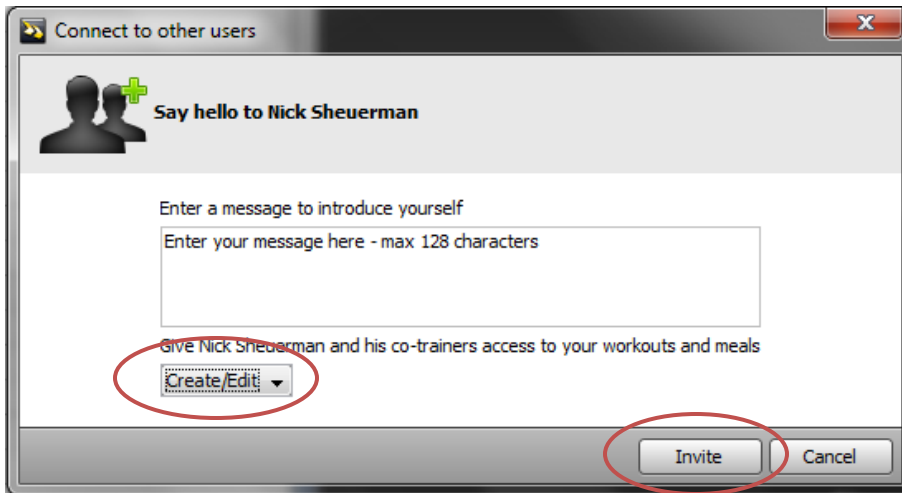 Connect to other users
Say hello to Nick Sheuerman
Enter a message to introduce yourself
Enter your message here - max 128 characters
Give Nick Sheuerman and his co-trainers access to your workouts and meals
Create/Edit
Invite
Cancel